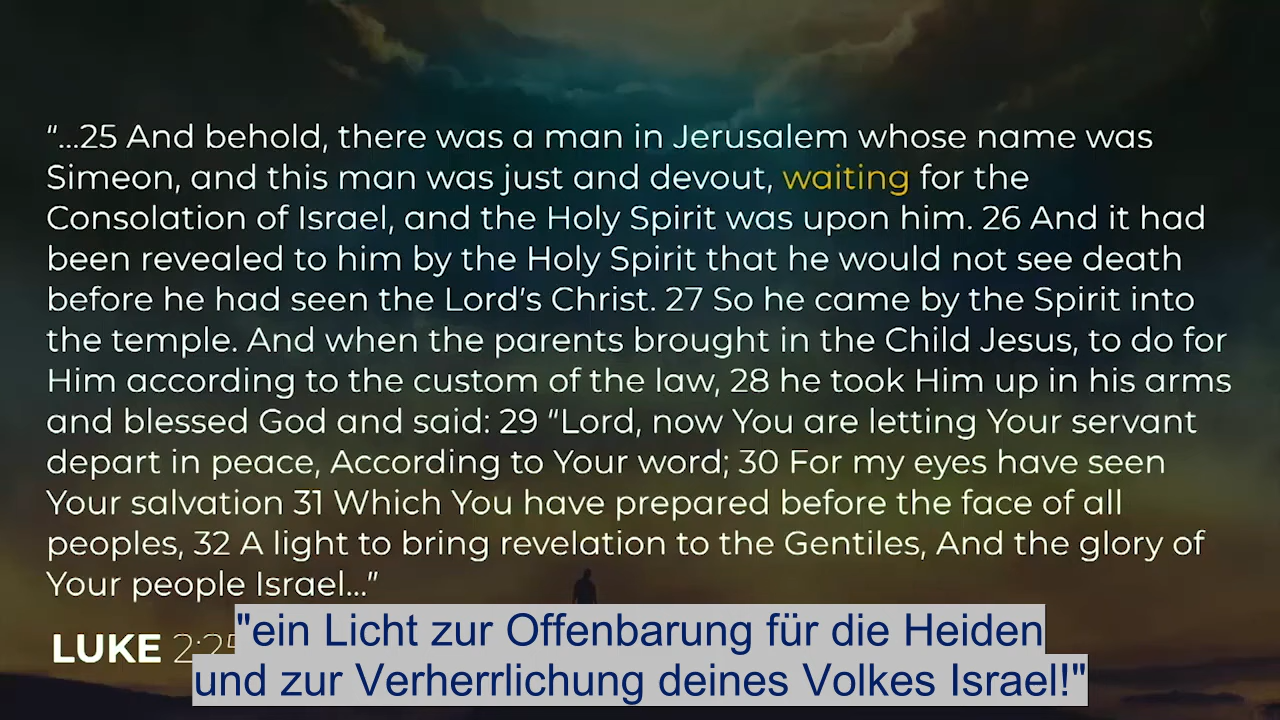 “...25 And behold, there was a man in Jerusalem whose name was
Simeon, and this man was just and devout, waiting for the
Consolation of Israel, and the Holy Spirit was upon him. 26 And it had
been revealed to him by the Holy Spirit that he would not see death
before he had seen the Lord’s Christ. 27 So he came by the Spirit into
the temple. And when the parents brought in the Child Jesus, to do for
Him according to the custom of the law, 28 he took Him up in his arms
and blessed God and said: 29 “Lord, now You are letting Your servant
depart in peace, According to Your word; 30 For my eyes have seen
Your salvation 31 Which You have prepared before the face of all
peoples, 32 A light to bring revelation to the Gentiles, And the glory of
Your people Israel...”
LUKE 2:25
"ein Licht zur Offenbarung für die Heiden
und zur Verherrlichung deines Volkes Israel!"